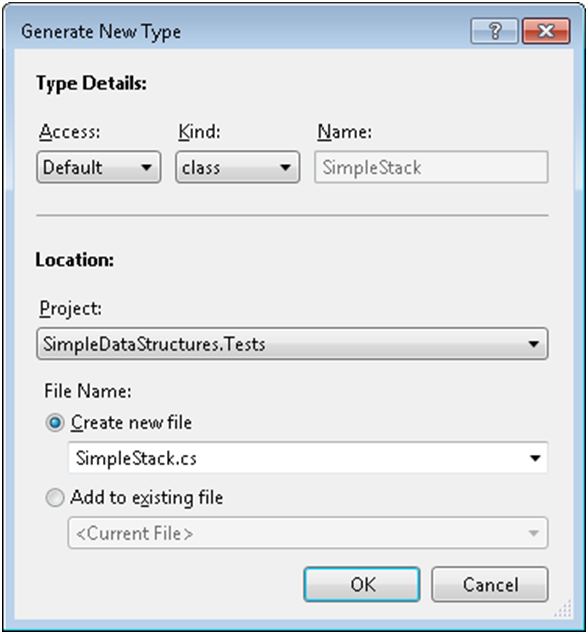 Generate New Type
?
Type Details:
Access: Kind: Name:
Default class SimpleStack
Location:
Project:
SimpleDataStructures.Tests
File Name:
Create new file
SimpleStack.cs
Add to existing file
<Current File>
OK Cancel